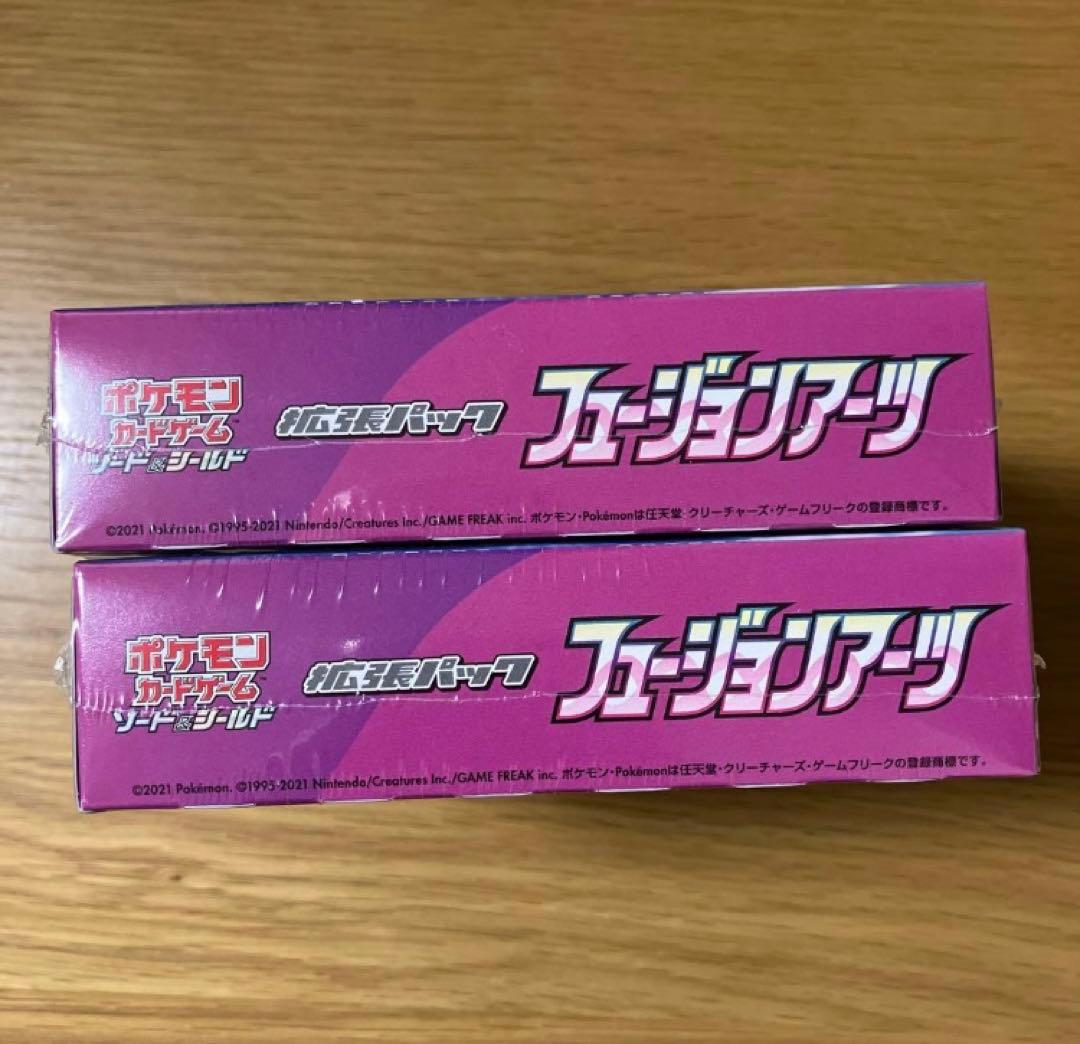 ポケモン
カードゲーム™
ソード&シールド
拡張パック
フュージョンアーツ
©2021 Pokémon. ©1995-2021 Nintendo/Creatures Inc./GAME FREAK inc. ポケモン・Pokémonは任天堂・クリーチャーズ・ゲームフリークの登録商標です。
ポケモン
カードゲーム™
ソード&シールド
拡張パック
フュージョンアーツ
©2021 Pokémon. ©1995-2021 Nintendo/Creatures Inc./GAME FREAK inc. ポケモン・Pokémonは任天堂・クリーチャーズ・ゲームフリークの登録商標です。